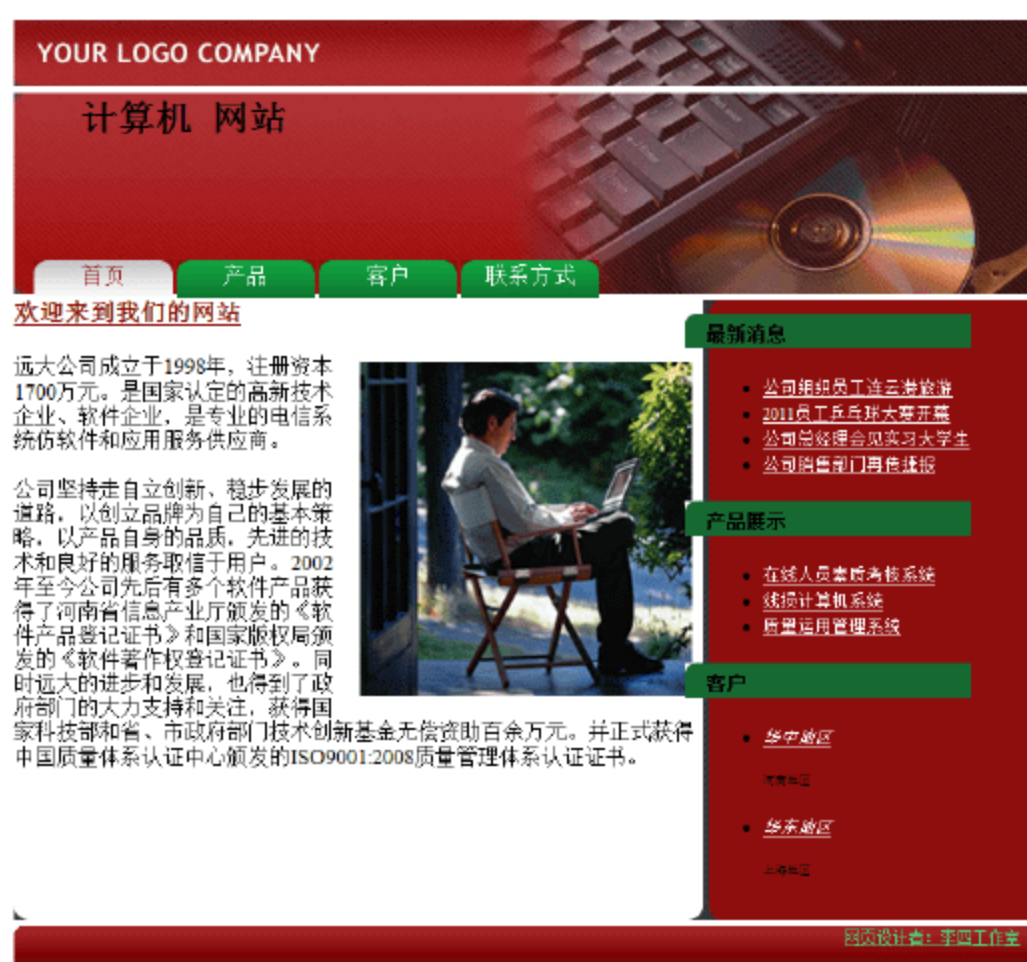 YOUR LOGO COMPANY
计算机 网站
首页 产品 客户 联系方式
欢迎来到我们的网站
远大公司成立于1998年，注册资本
1700万元。是国家认定的高新技术
企业、软件企业，是专业的电信系
统仿软件和应用服务供应商。
公司坚持走自立创新、稳步发展的
道路，以创立品牌为自己的基本策
略，以产品自身的品质，先进的技
术和良好的服务取信于用户。2002
年至今公司先后有多个软件产品获
得了河南省信息产业厅颁发的《软
件产品登记证书》和国家版权局颁
发的《软件著作权登记证书》。同
时远大的进步和发展，也得到了政
府部门的大力支持和关注，获得国
家科技部和省、市政府部门技术创新基金无偿资助百余万元。并正式获得
中国质量体系认证中心颁发的ISO9001:2008质量管理体系认证证书。
最新消息
公司组织员工连云港旅游
2011员工乒乓球大赛开幕
公司总经理会见实习大学生
公司销售部门再传捷报
产品展示
在线人员素质考核系统
线损计算机系统
质量运用管理系统
客户
华中地区
华东地区
网页设计者：李四工作室